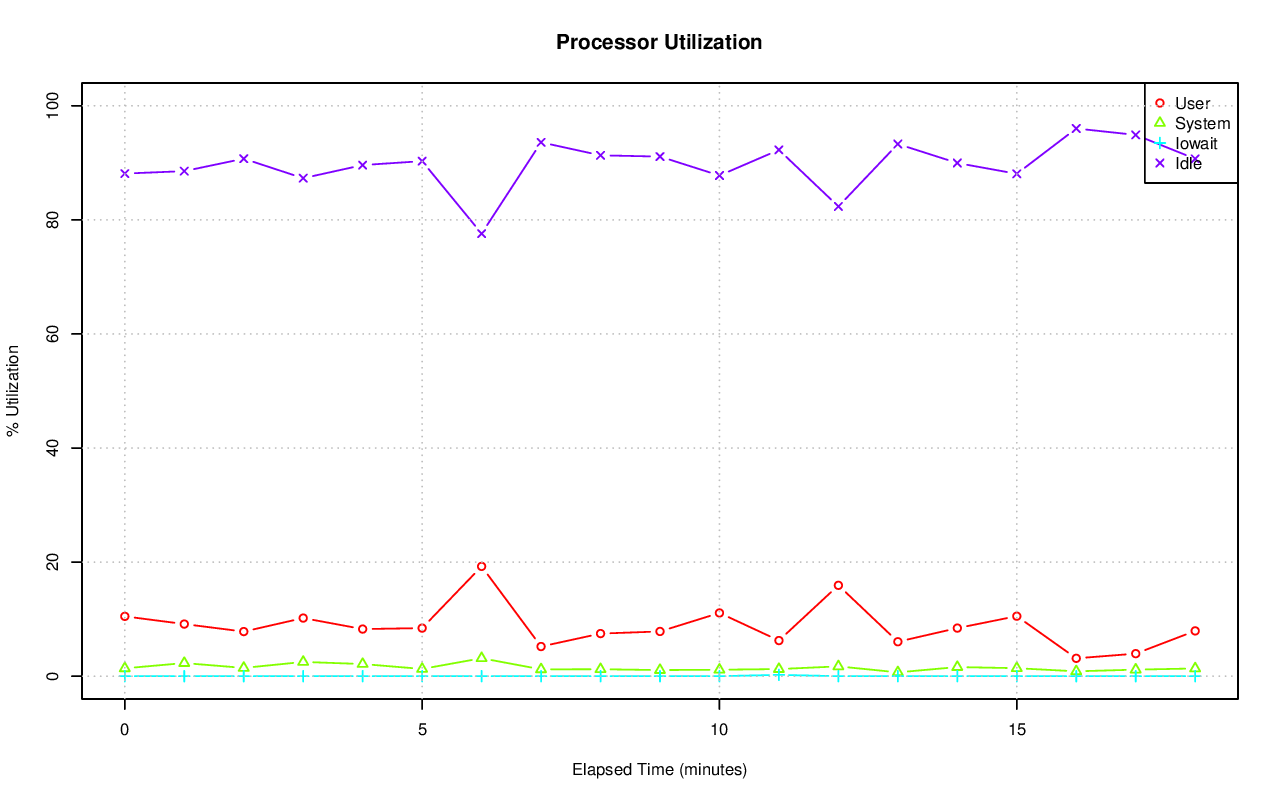 Processor Utilization
100
80
60
40
20
0
% Utilization
User
System
Iowait
Idle
0 5 10 15
Elapsed Time (minutes)